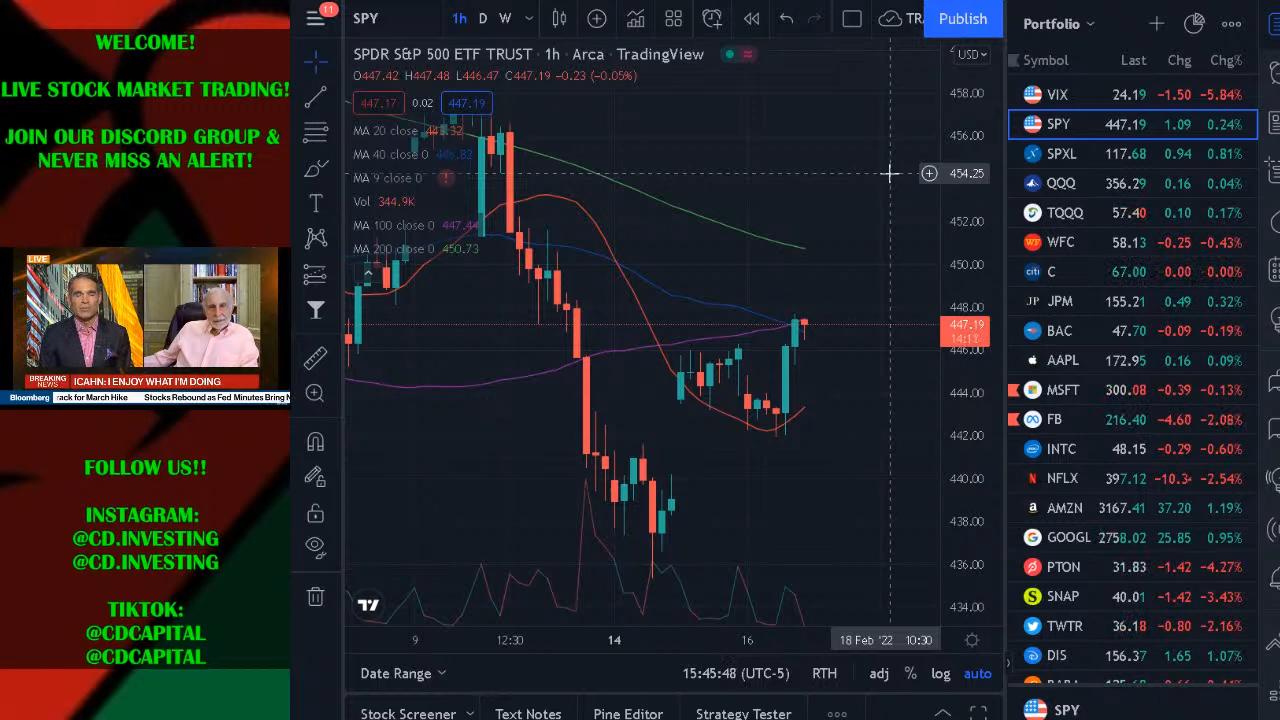 WELCOME!
LIVE STOCK MARKET TRADING!
JOIN OUR DISCORD GROUP &
NEVER MISS AN ALERT!
LIVE
BREAKING NEWS
ICAHN: I ENJOY WHAT I'M DOING
Bloomberg rack for March Hike Stocks Rebound as Fed Minutes Bring N
FOLLOW US!!
INSTAGRAM:
@CD.INVESTING
@CD.INVESTING
TIKTOK:
@CDCAPITAL
@CDCAPITAL
11
SPY 1h D W Publish
SPDR S&P 500 ETF TRUST · 1h · Arca · TradingView
USD
O447.42 H447.48 L446.47 C447.19 −0.23 (−0.05%)
447.17 0.02 447.19
MA 20 close
MA 40 close
MA 9 close 0 !
Vol 344.9K
MA 100 close 0 447.44
MA 200 close 0 450.73
458.00
456.00
454.25
452.00
450.00
448.00
447.19
446.00
444.00
442.00
440.00
438.00
436.00
434.00
9 12:30 14 16 18 Feb '22 10:30
Date Range 15:45:48 (UTC-5) RTH adj % log auto
Stock Screener Text Notes Pine Editor Strategy Tester
Portfolio
Symbol Last Chg Chg%
VIX 24.19 −1.50 −5.84%
SPY 447.19 1.09 0.24%
SPXL 117.68 0.94 0.81%
QQQ 356.29 0.16 0.04%
TQQQ 57.40 0.10 0.17%
WFC 58.13 −0.25 −0.43%
C 67.00 −0.00 0.00%
JPM 155.21 0.49 0.32%
BAC 47.70 −0.09 −0.19%
AAPL 172.95 0.16 0.09%
MSFT 300.08 −0.39 −0.13%
FB 216.40 −4.60 −2.08%
INTC 48.15 −0.29 −0.60%
NFLX 397.12 −10.3 −2.54%
AMZN 3167.41 37.20 1.19%
GOOGL 2758.02 25.85 0.95%
PTON 31.83 −1.42 −4.27%
SNAP 40.01 −1.42 −3.43%
TWTR 36.18 −0.80 −2.16%
DIS 156.37 1.65 1.07%
SPY